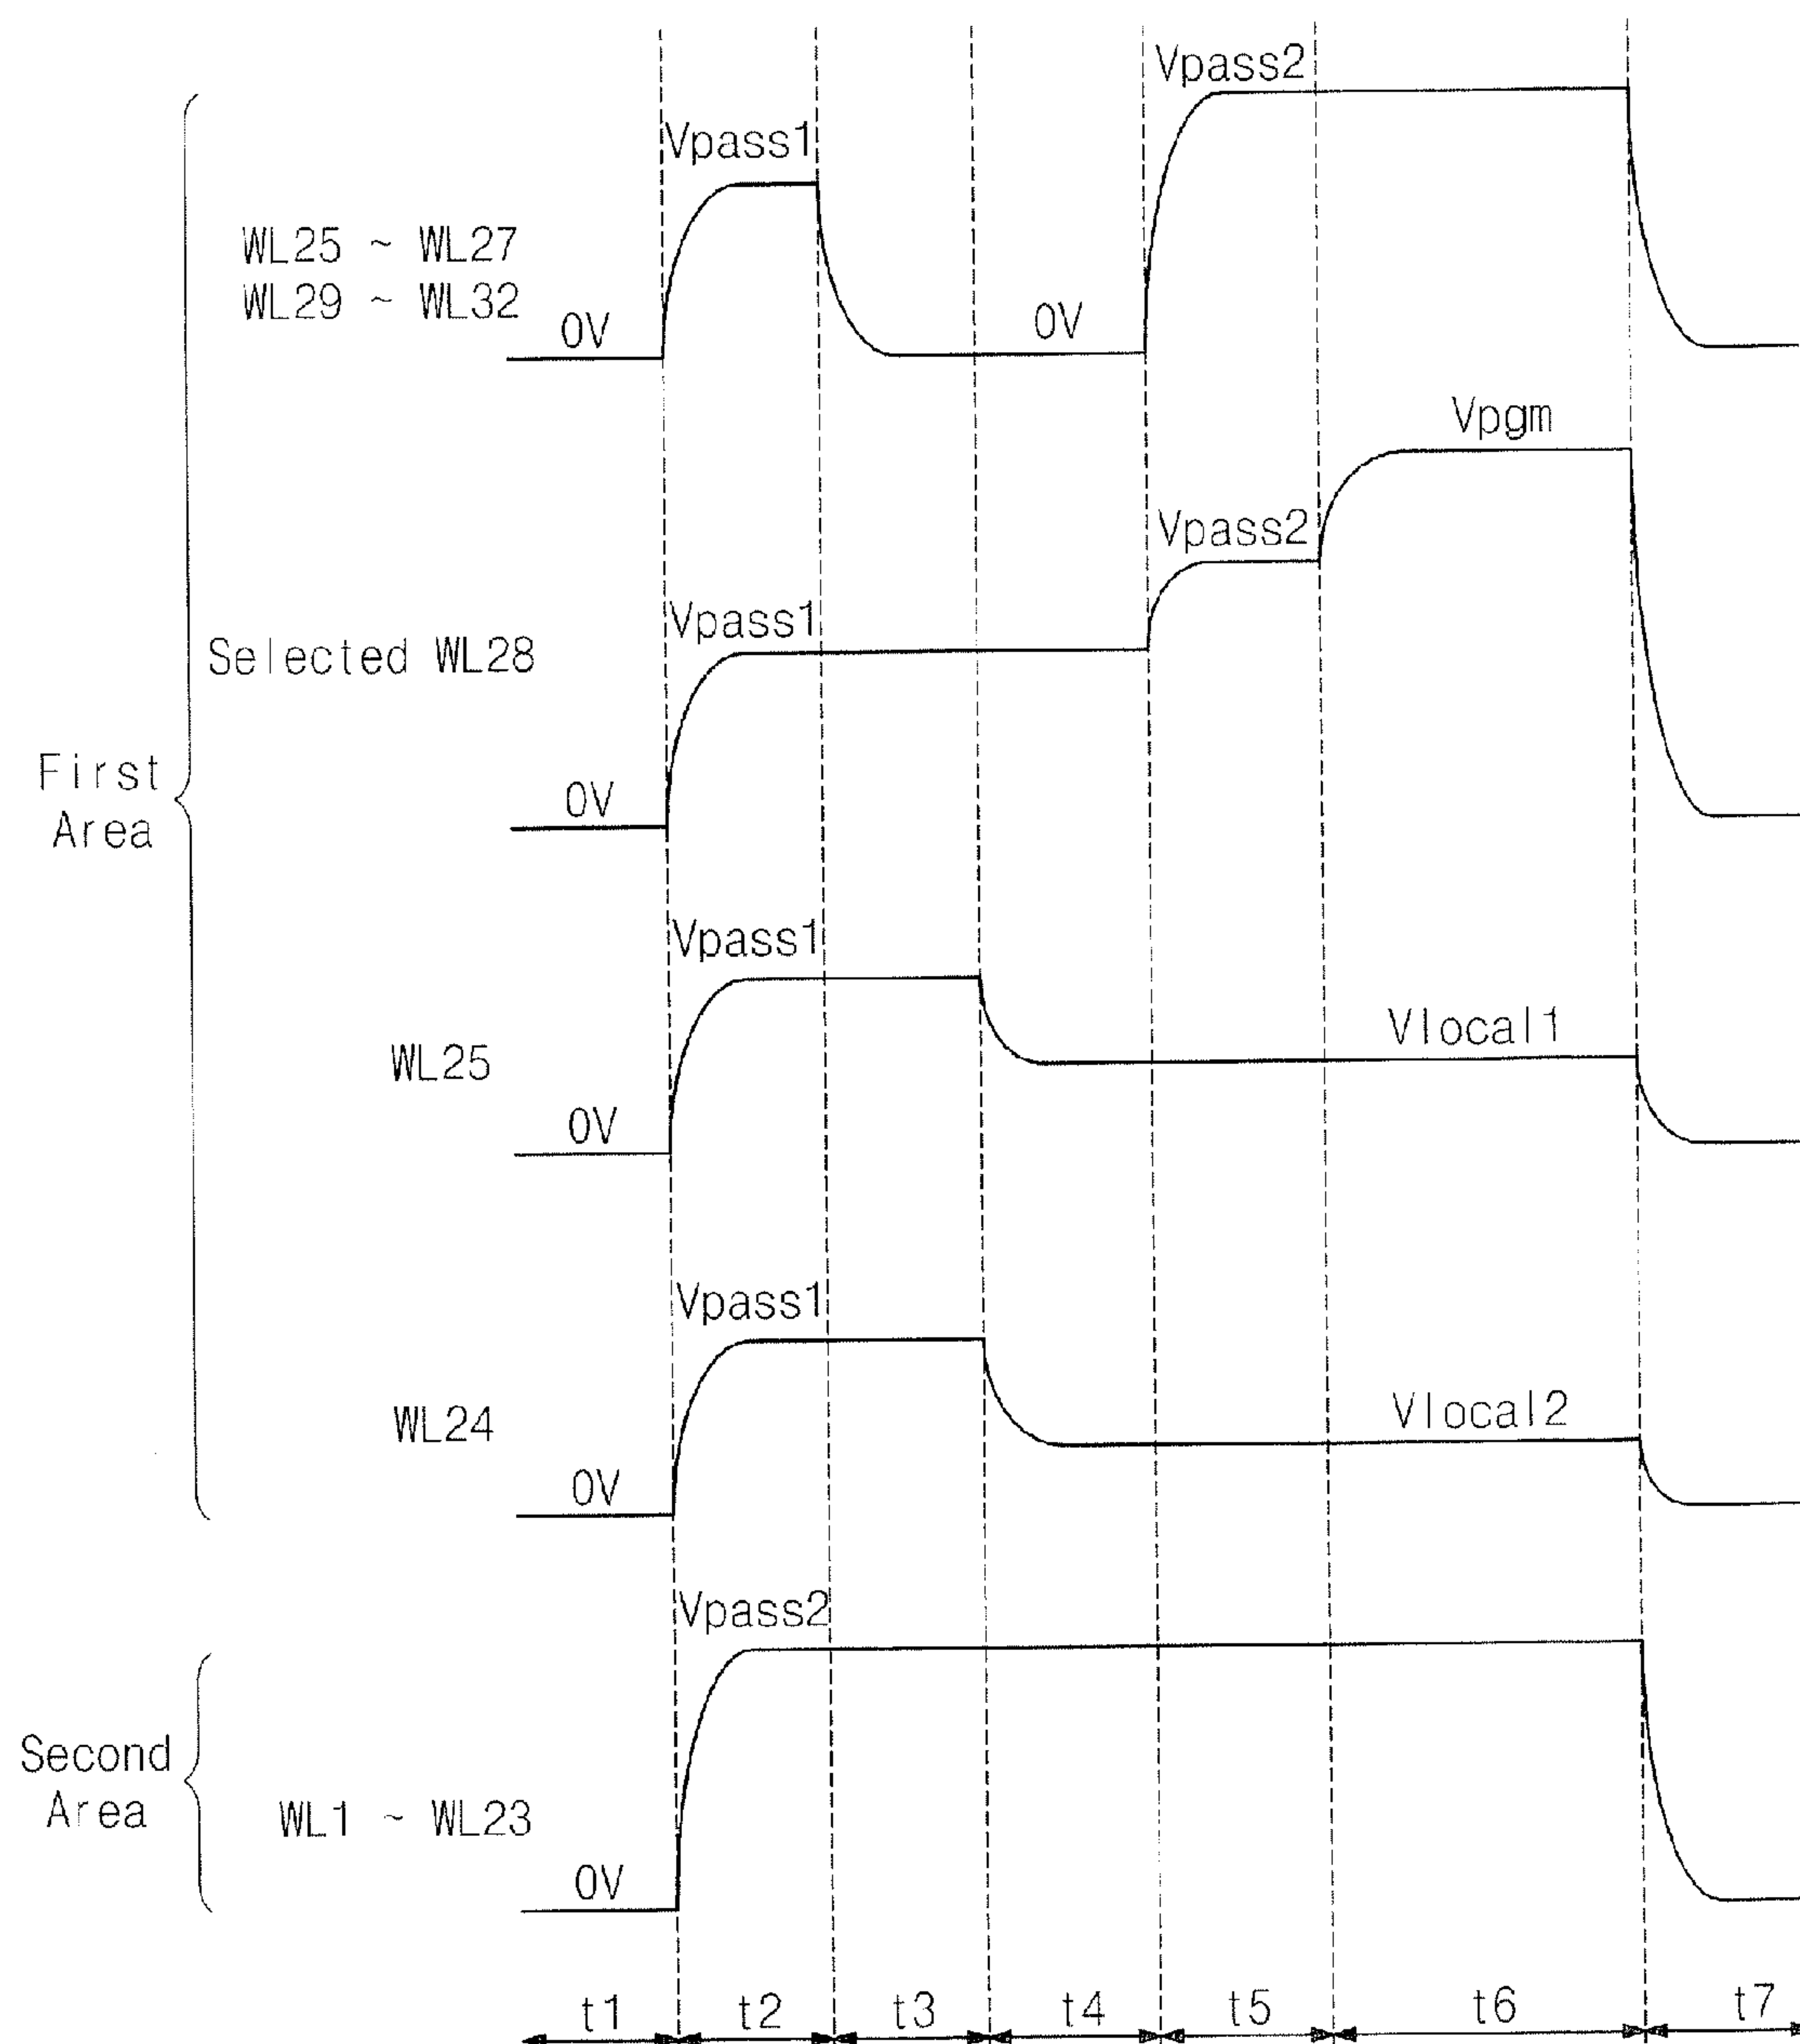 Vpass2
Vpass1
WL25 ~ WL27
WL29 ~ WL32
0V
0V
Vpgm
Vpass2
Vpass1
Selected WL28
First
Area
0V
Vpass1
Vlocal1
WL25
0V
Vpass1
Vlocal2
WL24
0V
Vpass2
Second
Area
WL1 ~ WL23
0V
t1 t2 t3 t4 t5 t6 t7